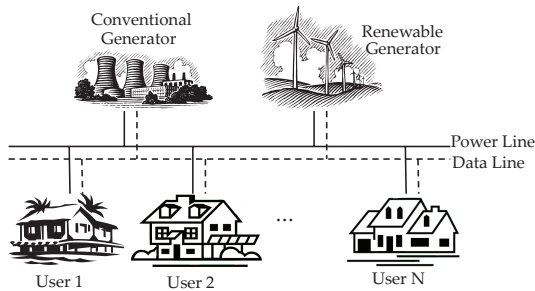 Conventional
Generator
Renewable
Generator
Power Line
Data Line
...
User 1
User 2
User N